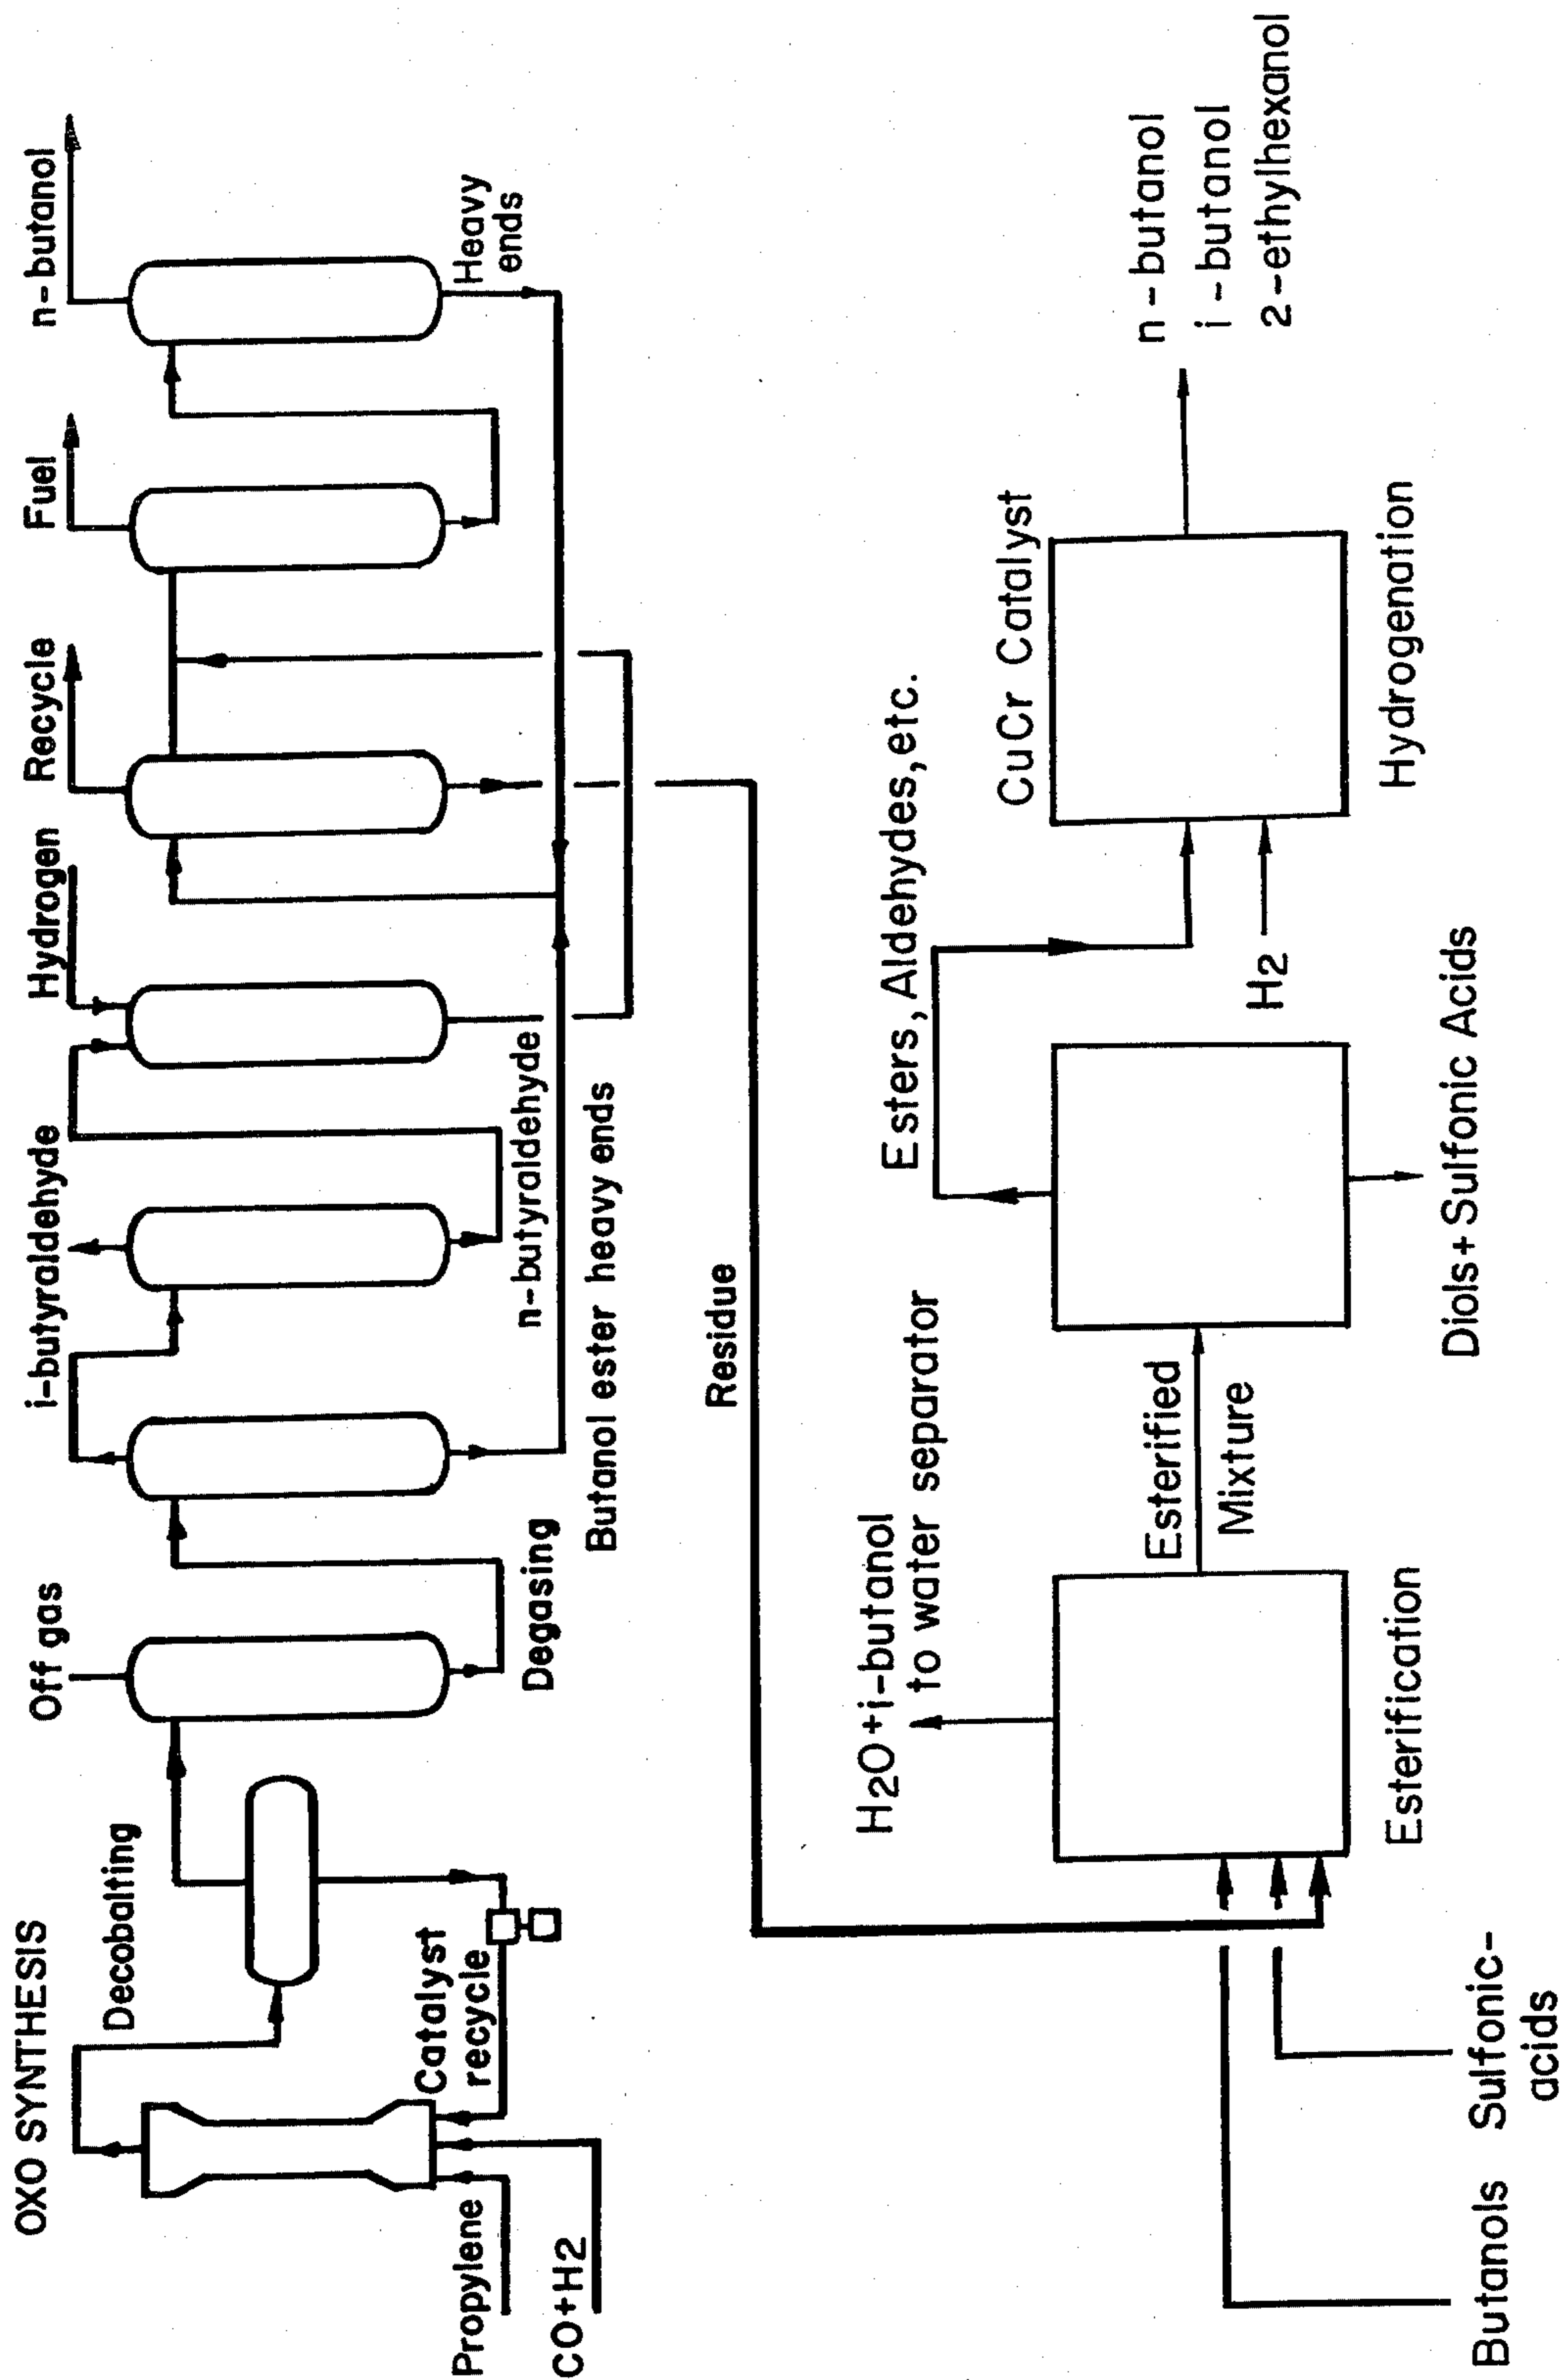 OXO SYNTHESIS
Decobalting
Propylene
CO+H2
Catalyst
recycle
Off gas
Degasing
i-butyraldehyde
n-butyraldehyde
Butanol ester heavy ends
Hydrogen
Recycle
Fuel
n-butanol
Heavy
ends
Residue
H2O+i-butanol
to water separator
Butanols
Sulfonic-
acids
Esterification
Esterified
Mixture
Esters, Aldehydes, etc.
Diols+Sulfonic Acids
H2
CuCr Catalyst
Hydrogenation
n-butanol
i-butanol
2-ethylhexanol